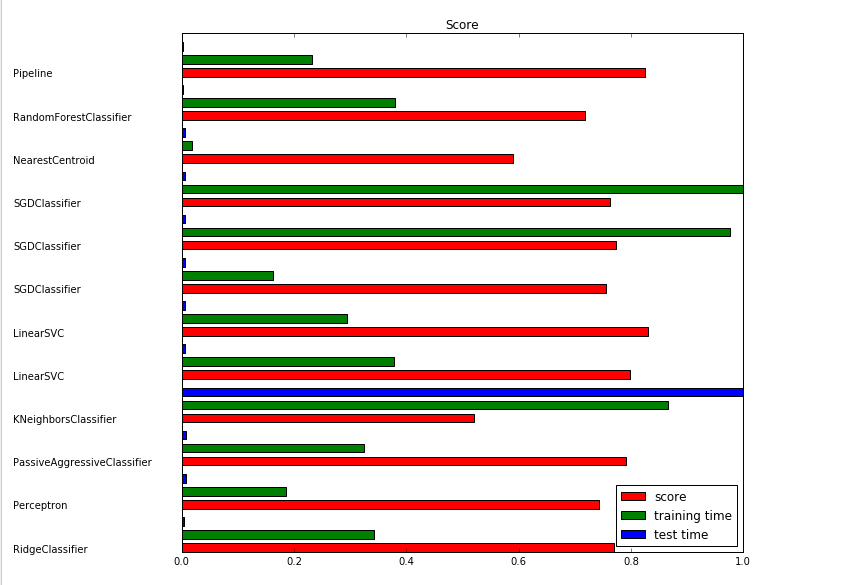 Score
Pipeline
RandomForestClassifier
NearestCentroid
SGDClassifier
SGDClassifier
SGDClassifier
LinearSVC
LinearSVC
KNeighborsClassifier
PassiveAggressiveClassifier
Perceptron
RidgeClassifier
score
training time
test time
0.0 0.2 0.4 0.6 0.8 1.0